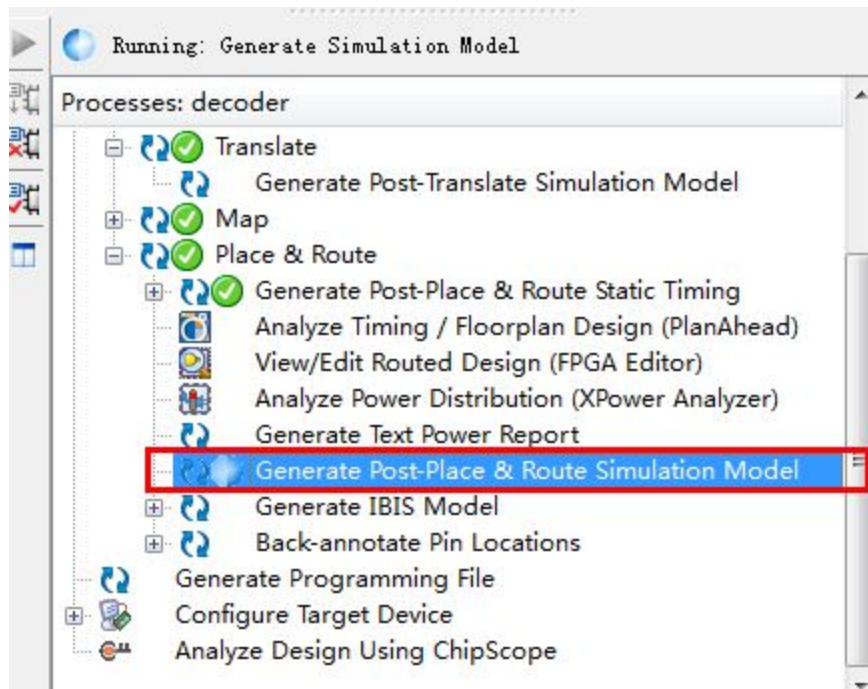 Running: Generate Simulation Model
Processes: decoder
Translate
Generate Post-Translate Simulation Model
Map
Place & Route
Generate Post-Place & Route Static Timing
Analyze Timing / Floorplan Design (PlanAhead)
View/Edit Routed Design (FPGA Editor)
Analyze Power Distribution (XPower Analyzer)
Generate Text Power Report
Generate Post-Place & Route Simulation Model
Generate IBIS Model
Back-annotate Pin Locations
Generate Programming File
Configure Target Device
Analyze Design Using ChipScope